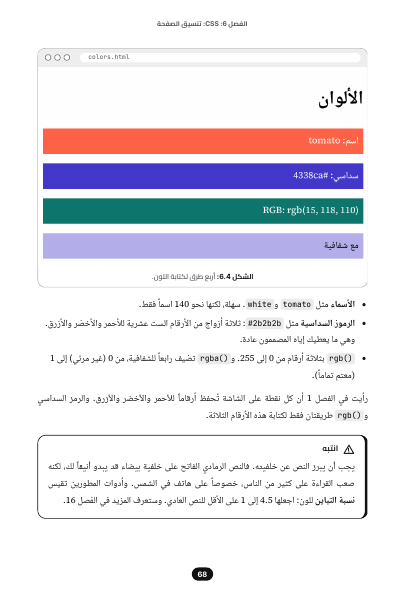 الفصل 6: CSS: تنسيق الصفحة
colors.html
الألوان
اسم: tomato
سداسي: #4338ca
RGB: rgb(15, 118, 110)
مع شفافية
الشكل 6.4: أربع طرق لكتابة اللون.
• الأسماء مثل tomato و white. سهلة، لكنها نحو 140 اسماً فقط.
• الرموز السداسية مثل #2b2b2b: ثلاثة أزواج من الأرقام الست عشرية للأحمر والأخضر والأزرق.
وهي ما يعطيك إياه المصممون عادة.
• rgb() بثلاثة أرقام من 0 إلى 255. و rgba() تضيف رابعاً للشفافية، من 0 (غير مرئي) إلى 1
(معتم تماماً).
رأيت في الفصل 1 أن كل نقطة على الشاشة تُحفظ أرقاماً للأحمر والأخضر والأزرق. والرمز السداسي
و rgb() طريقتان فقط لكتابة هذه الأرقام الثلاثة.
انتبه
يجب أن يبرز النص عن خلفيته. فالنص الرمادي الفاتح على خلفية بيضاء قد يبدو أنيقاً لك، لكنه
صعب القراءة على كثير من الناس، خصوصاً على هاتف في الشمس. وأدوات المطورين تقيس
نسبة التباين للون: اجعلها 4.5 إلى 1 على الأقل للنص العادي. وستعرف المزيد في الفصل 16.
68